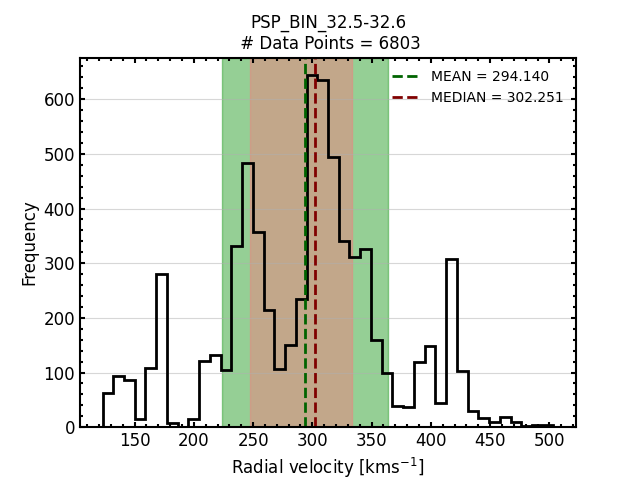 PSP_BIN_32.5-32.6
# Data Points = 6803
MEAN = 294.140
MEDIAN = 302.251
Frequency
600
500
400
300
200
100
0
150 200 250 300 350 400 450 500
Radial velocity [kms⁻¹]